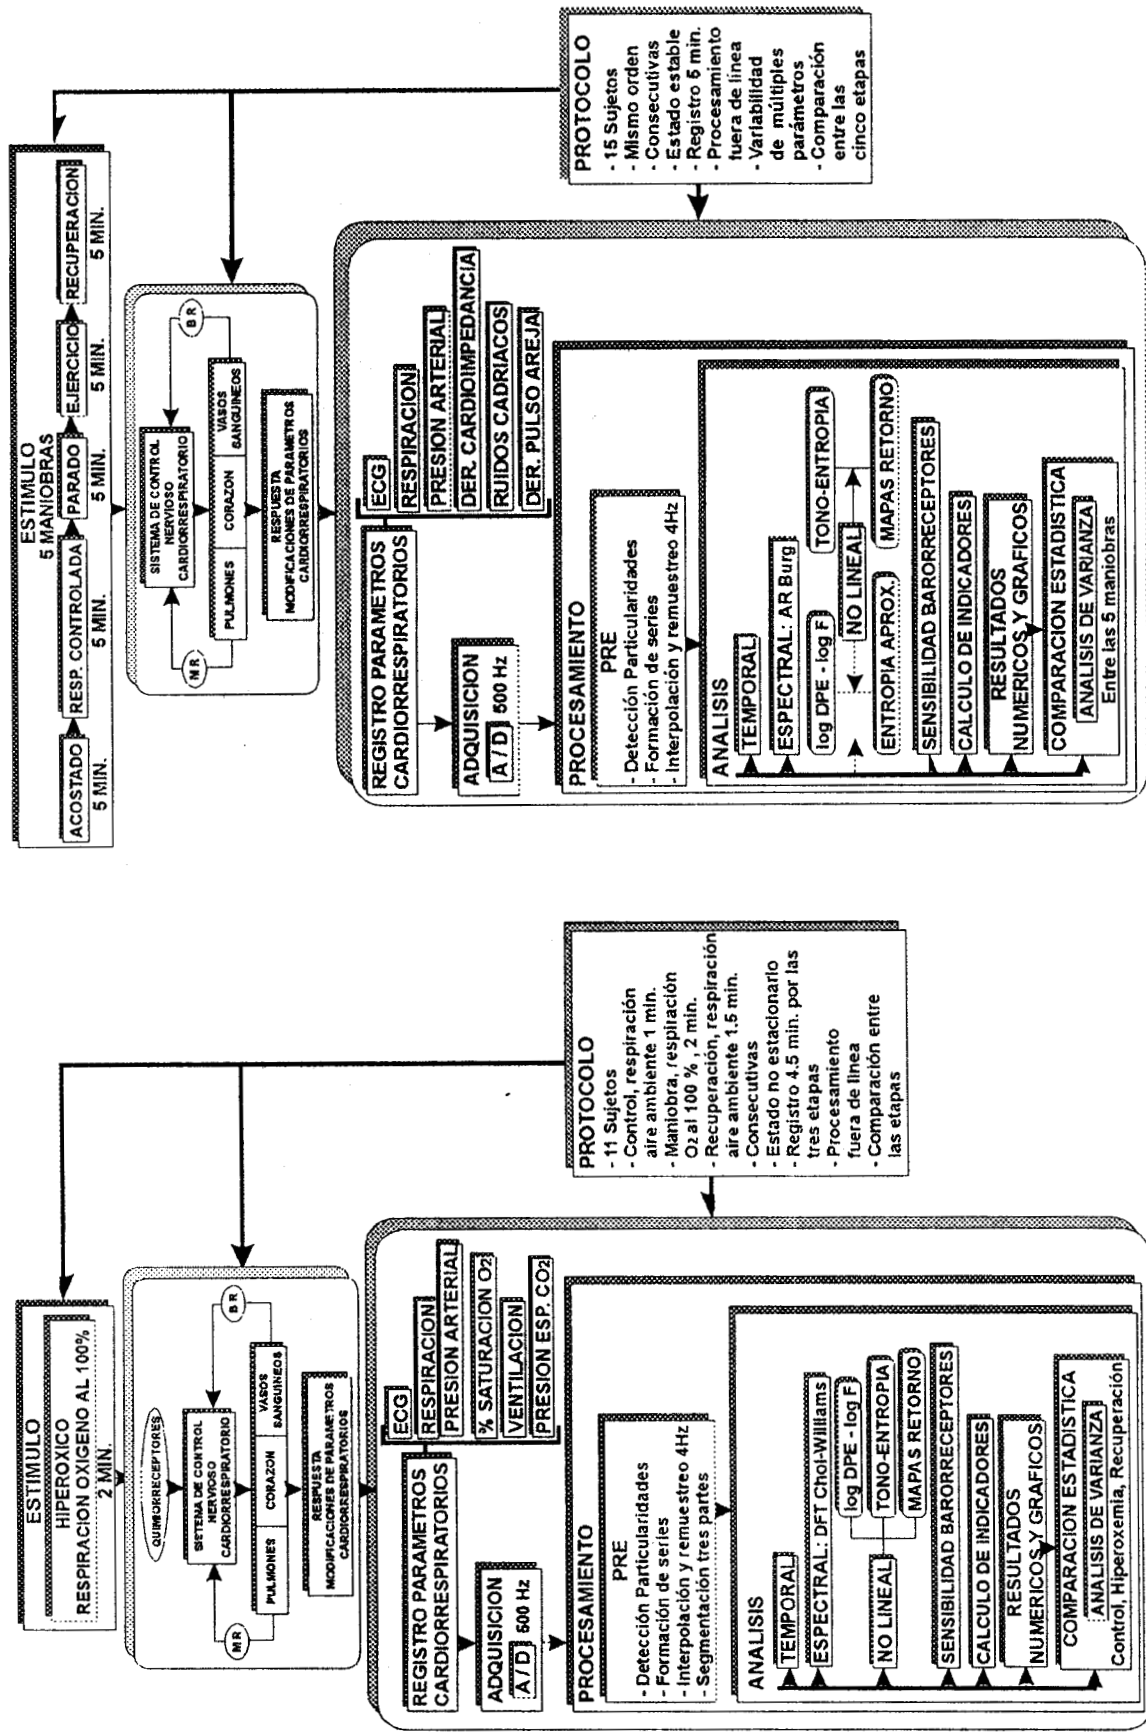 ESTIMULO
HIPEROXICO
RESPIRACION OXIGENO AL 100%
2 MIN.
QUIMIORRECEPTORES
SISTEMA DE CONTROL
NERVIOSO
CARDIORRESPIRATORIO
MR
BR
PULMONES
CORAZON
VASOS
SANGUINEOS
RESPUESTA
MODIFICACIONES DE PARAMETROS
CARDIORRESPIRATORIOS
REGISTRO PARAMETROS
CARDIORRESPIRATORIOS
ECG
RESPIRACION
PRESION ARTERIAL
% SATURACION O2
VENTILACION
PRESION ESP. CO2
ADQUISICION
A / D 500 Hz
PROCESAMIENTO
PRE
- Detección Particularidades
- Formación de series
- Interpolación y remuestreo 4Hz
- Segmentación tres partes
ANALISIS
TEMPORAL
ESPECTRAL: DFT Choi-Williams
NO LINEAL
log DPE - log F
TONO-ENTROPIA
MAPAS RETORNO
SENSIBILIDAD BARORRECEPTORES
CALCULO DE INDICADORES
RESULTADOS
NUMERICOS Y GRAFICOS
COMPARACION ESTADISTICA
ANALISIS DE VARIANZA
Control, Hiperoxemia, Recuperación
PROTOCOLO
- 11 Sujetos
- Control, respiración
aire ambiente 1 min.
- Maniobra, respiración
O2 al 100 % , 2 min.
- Recuperación, respiración
aire ambiente 1.5 min.
- Consecutivas
- Estado no estacionario
- Registro 4.5 min. por las
tres etapas
- Procesamiento
fuera de linea
- Comparación entre
las etapas
ESTIMULO
5 MANIOBRAS
ACOSTADO
RESP. CONTROLADA
PARADO
EJERCICIO
RECUPERACION
5 MIN.
5 MIN.
5 MIN.
5 MIN.
5 MIN.
SISTEMA DE CONTROL
NERVIOSO
CARDIORRESPIRATORIO
MR
BR
PULMONES
CORAZON
VASOS
SANGUINEOS
RESPUESTA
MODIFICACIONES DE PARAMETROS
CARDIORRESPIRATORIOS
REGISTRO PARAMETROS
CARDIORRESPIRATORIOS
ECG
RESPIRACION
PRESION ARTERIAL
DER. CARDIOIMPEDANCIA
RUIDOS CADRIACOS
DER. PULSO AREJA
ADQUISICION
A / D 500 Hz
PROCESAMIENTO
PRE
- Detección Particularidades
- Formación de series
- Interpolación y remuestreo 4Hz
ANALISIS
TEMPORAL
ESPECTRAL: AR Burg
log DPE - log F
TONO-ENTROPIA
NO LINEAL
ENTROPIA APROX.
MAPAS RETORNO
SENSIBILIDAD BARORRECEPTORES
CALCULO DE INDICADORES
RESULTADOS
NUMERICOS Y GRAFICOS
COMPARACION ESTADISTICA
ANALISIS DE VARIANZA
Entre las 5 maniobras
PROTOCOLO
- 15 Sujetos
- Mismo orden
- Consecutivas
- Estado estable
- Registro 5 min.
- Procesamiento
fuera de línea
- Variabilidad
de múltiples
parámetros
- Comparación
entre las
cinco etapas